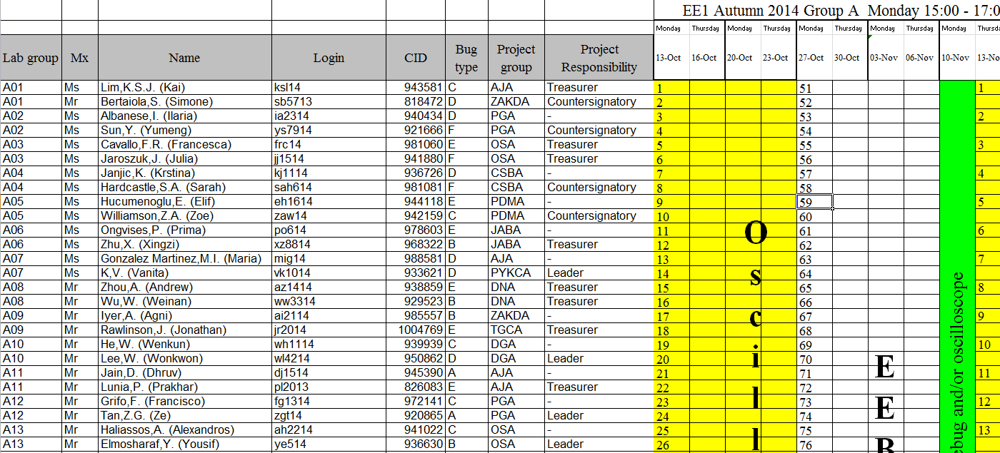 EE1 Autumn 2014 Group A Monday 15:00 - 17:0
Monday Thursday Monday Thursday Monday Thursday Monday Thursday Monday Thursd
Lab group Mx Name Login CID Bug type Project group Project Responsibility 13-Oct 16-Oct 20-Oct 23-Oct 27-Oct 30-Oct 03-Nov 06-Nov 10-Nov 13-No
A01 Ms Lim,K.S.J. (Kai) ksl14 943581 C AJA Treasurer 1 51 1
A01 Mr Bertaiola,S. (Simone) sb5713 818472 D ZAKDA Countersignatory 2 52
A02 Ms Albanese,I. (Ilaria) ia2314 940434 D PGA - 3 53 2
A02 Ms Sun,Y. (Yumeng) ys7914 921666 F PGA Countersignatory 4 54
A03 Ms Cavallo,F.R. (Francesca) frc14 981060 E OSA Treasurer 5 55 3
A03 Ms Jaroszuk,J. (Julia) jj1514 941880 F OSA Treasurer 6 56
A04 Ms Janjic,K. (Krstina) kj1114 936726 D CSBA - 7 57 4
A04 Ms Hardcastle,S.A. (Sarah) sah614 981081 F CSBA Countersignatory 8 58
A05 Ms Hucumenoglu,E. (Elif) eh1614 944118 E PDMA - 9 59 5
A05 Ms Williamson,Z.A. (Zoe) zaw14 942159 C PDMA Countersignatory 10 60
A06 Ms Ongvises,P. (Prima) po614 978603 E JABA - 11 61 6
A06 Ms Zhu,X. (Xingzi) xz8814 968322 B JABA Treasurer 12 62
A07 Ms Gonzalez Martinez,M.I. (Maria) mig14 988581 D AJA - 13 63 7
A07 Ms K,V. (Vanita) vk1014 933621 D PYKCA Leader 14 64
A08 Mr Zhou,A. (Andrew) az1414 938859 E DNA Treasurer 15 65 8
A08 Mr Wu,W. (Weinan) ww3314 929523 B DNA Treasurer 16 66
A09 Mr Iyer,A. (Agni) ai2114 985557 B ZAKDA - 17 67 9
A09 Mr Rawlinson,J. (Jonathan) jr2014 1004769 E TGCA Treasurer 18 68
A10 Mr He,W. (Wenkun) wh1114 939939 C DGA - 19 69 10
A10 Mr Lee,W. (Wonkwon) wl4214 950862 D DGA Leader 20 70
A11 Mr Jain,D. (Dhruv) dj1514 945390 A AJA - 21 71 11
A11 Mr Lunia,P. (Prakhar) pl2013 826083 E AJA Treasurer 22 72
A12 Mr Grifo,F. (Francisco) fg1314 972141 C PGA - 23 73 12
A12 Mr Tan,Z.G. (Ze) zgt14 920865 A PGA Leader 24 74
A13 Mr Haliassos,A. (Alexandros) ah2214 941022 C OSA - 25 75 13
A13 Mr Elmosharaf,Y. (Yousif) ye514 936630 B OSA Leader 26 76
O
s
c
i
l
l
E
E
B
ebug and/or oscilloscope